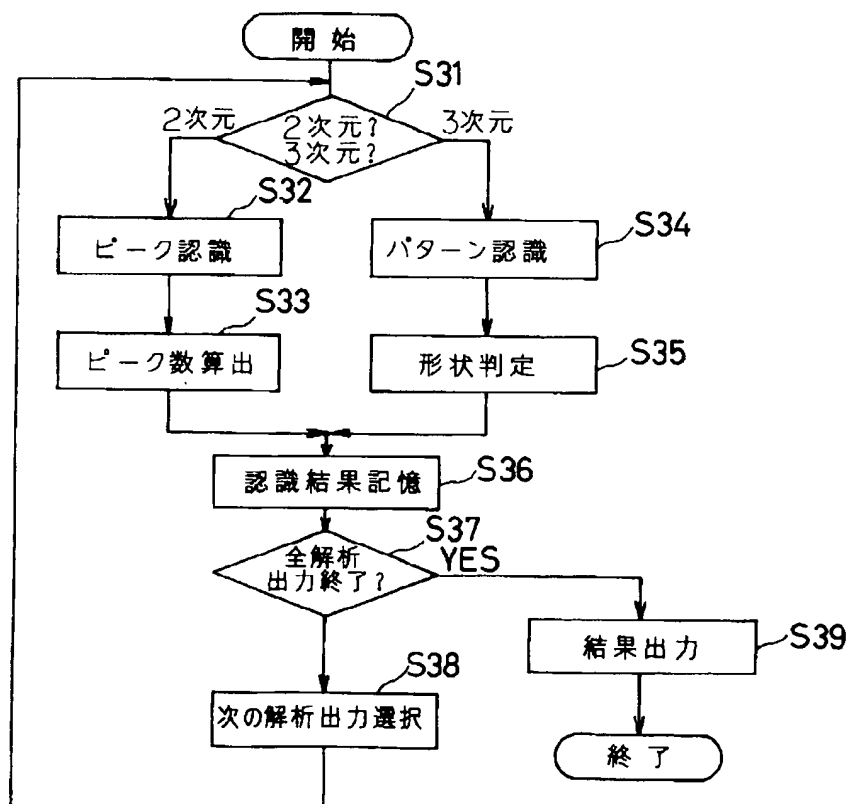 開始
S31
2次元
2次元?
3次元?
3次元
S32
ピーク認識
S34
パターン認識
S33
ピーク数算出
S35
形状判定
S36
認識結果記憶
S37
全解析
出力終了?
YES
S39
結果出力
S38
次の解析出力選択
終了